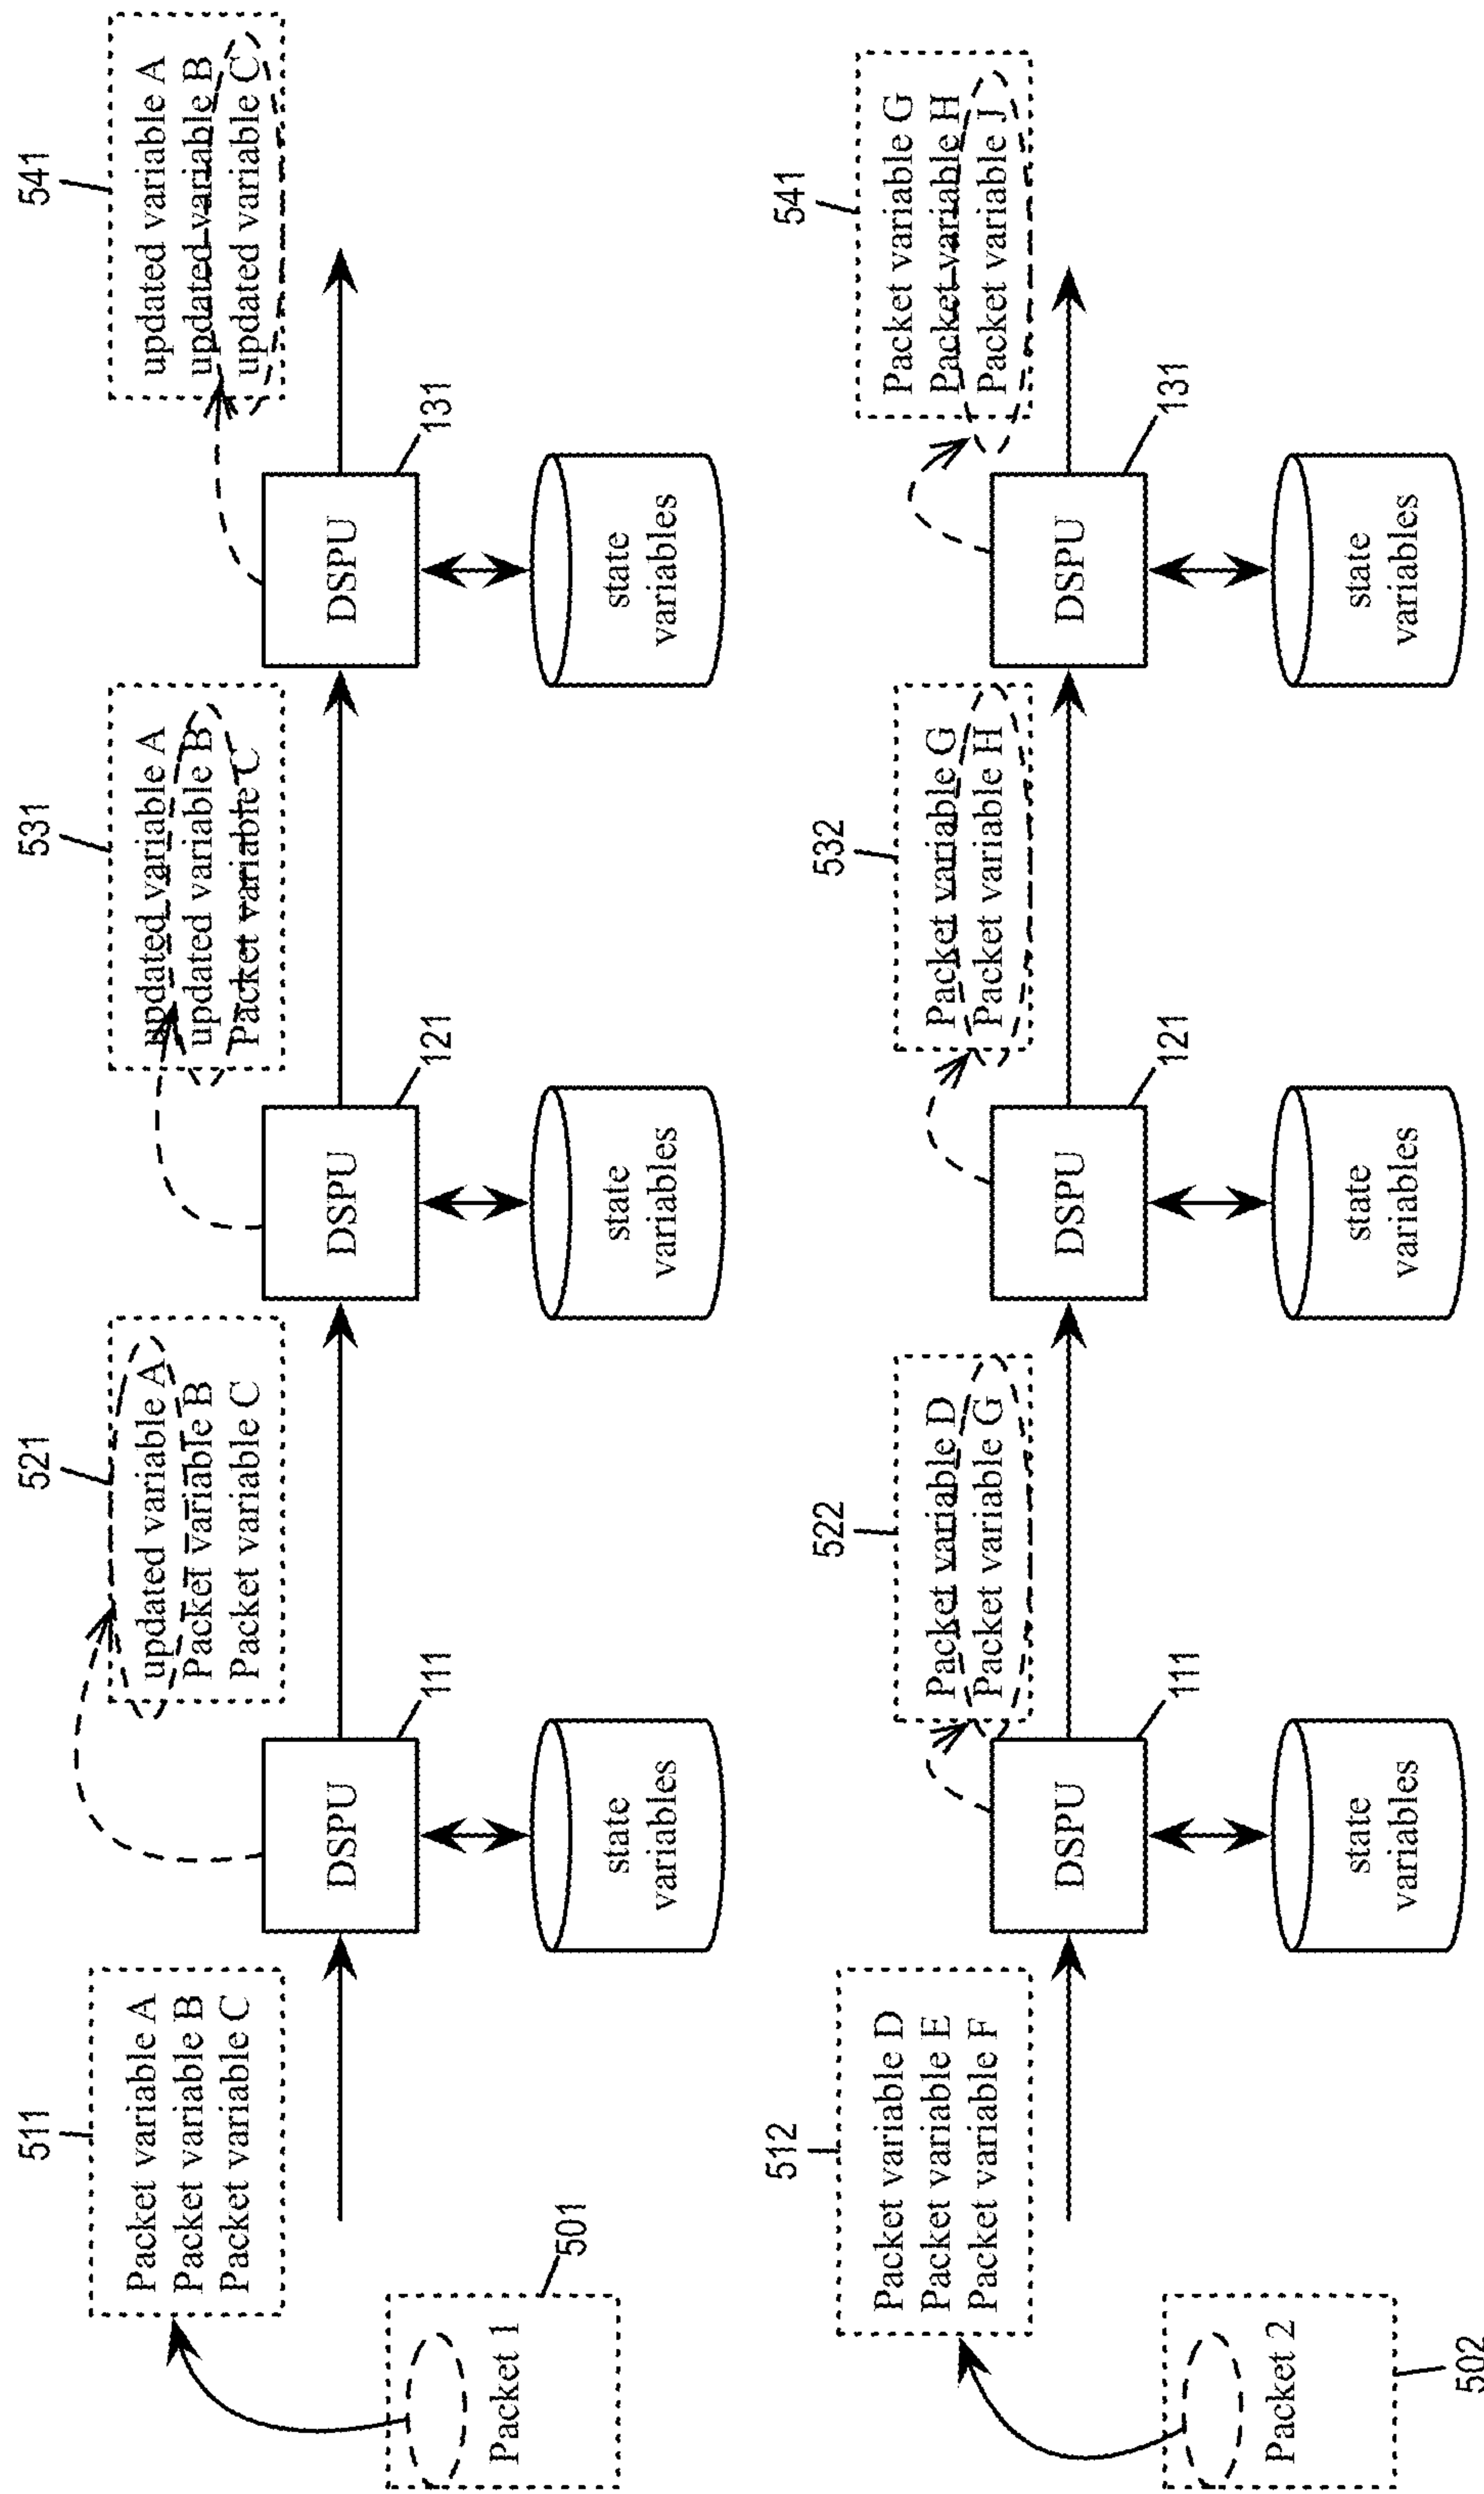 511
Packet variable A
Packet variable B
Packet variable C
521
updated variable A
Packet variable B
Packet variable C
531
updated variable A
updated variable B
Packet variable C
541
updated variable A
updated variable B
updated variable C
Packet 1
501
DSPU
111
DSPU
121
DSPU
131
state
variables
state
variables
state
variables
512
Packet variable D
Packet variable E
Packet variable F
522
Packet variable D
Packet variable G
532
Packet variable G
Packet variable H
541
Packet variable G
Packet variable H
Packet variable J
Packet 2
502
DSPU
111
DSPU
121
DSPU
131
state
variables
state
variables
state
variables